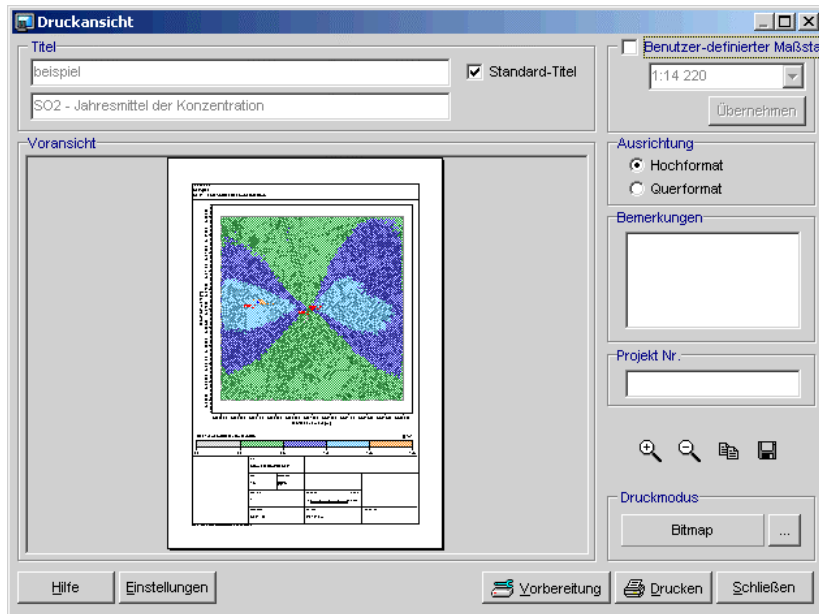 Druckansicht
Titel
beispiel
Standard-Titel
SO2 - Jahresmittel der Konzentration
Benutzer-definierter Maßsta
1:14 220
Übernehmen
Voransicht
Ausrichtung
Hochformat
Querformat
Bemerkungen
Projekt Nr.
Druckmodus
Bitmap
...
Hilfe
Einstellungen
Vorbereitung
Drucken
Schließen